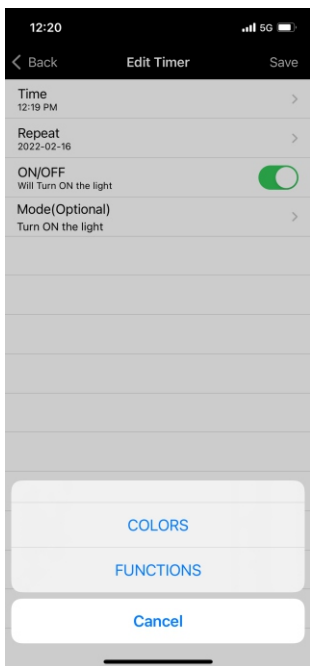 12:20
5G
Back
Edit Timer
Save
Time
12:19 PM
Repeat
2022-02-16
ON/OFF
Will Turn ON the light
Mode(Optional)
Turn ON the light
COLORS
FUNCTIONS
Cancel